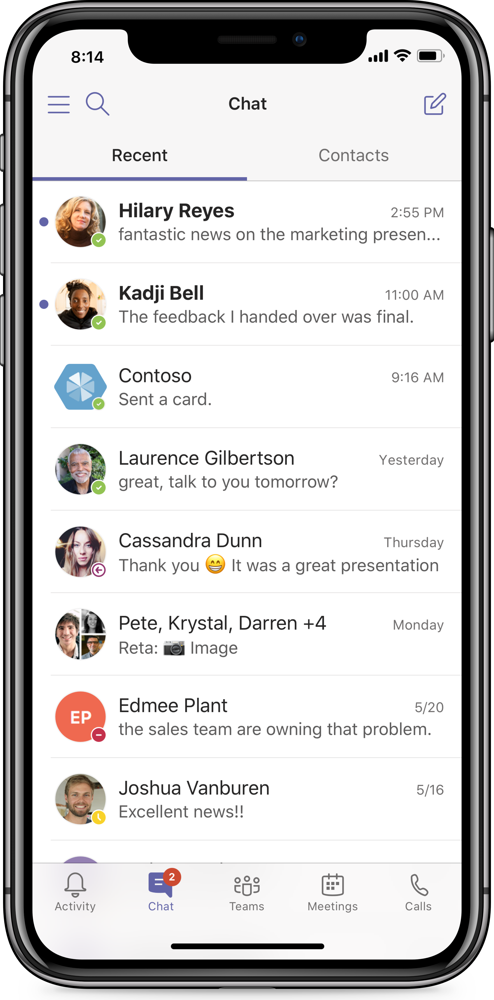 8:14
Chat
Recent Contacts
Hilary Reyes 2:55 PM
fantastic news on the marketing presen...
Kadji Bell 11:00 AM
The feedback I handed over was final.
Contoso 9:16 AM
Sent a card.
Laurence Gilbertson Yesterday
great, talk to you tomorrow?
Cassandra Dunn Thursday
Thank you 😁 It was a great presentation
Pete, Krystal, Darren +4 Monday
Reta: 📷 Image
EP
Edmee Plant 5/20
the sales team are owning that problem.
Joshua Vanburen 5/16
Excellent news!!
2
Activity Chat Teams Meetings Calls